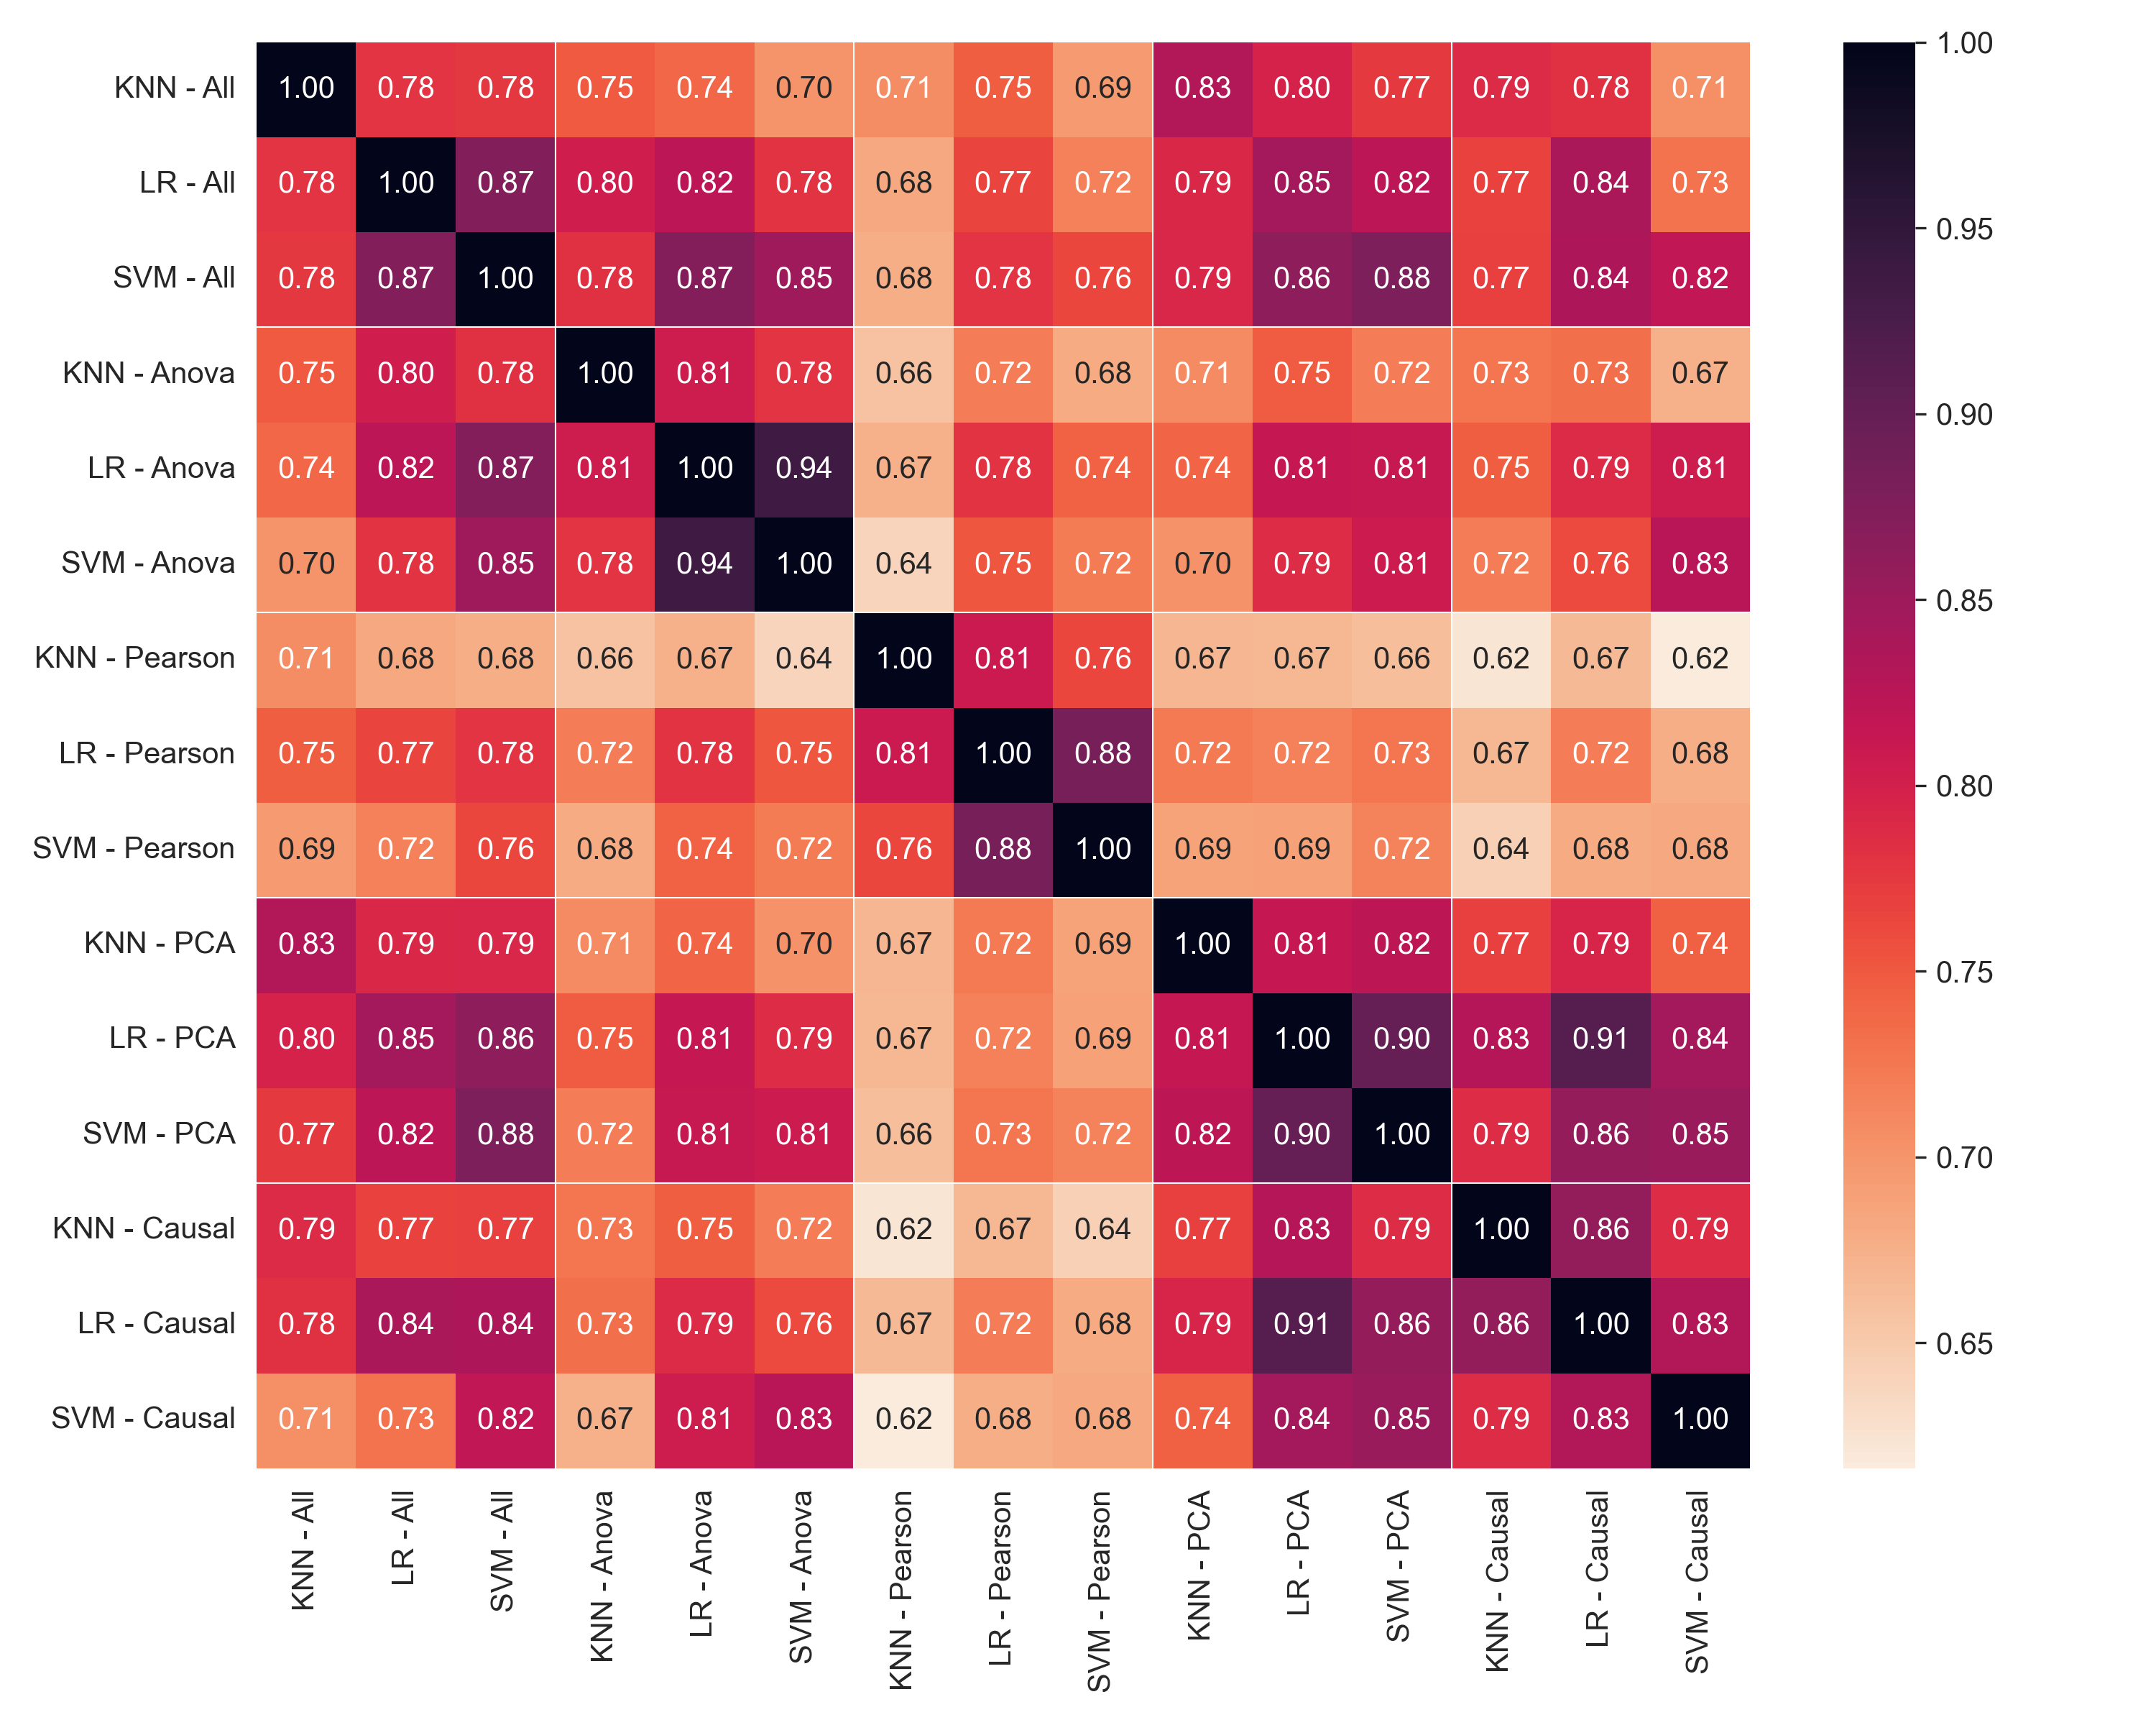 KNN - All 1.00 0.78 0.78 0.75 0.74 0.70 0.71 0.75 0.69 0.83 0.80 0.77 0.79 0.78 0.71
LR - All 0.78 1.00 0.87 0.80 0.82 0.78 0.68 0.77 0.72 0.79 0.85 0.82 0.77 0.84 0.73
SVM - All 0.78 0.87 1.00 0.78 0.87 0.85 0.68 0.78 0.76 0.79 0.86 0.88 0.77 0.84 0.82
KNN - Anova 0.75 0.80 0.78 1.00 0.81 0.78 0.66 0.72 0.68 0.71 0.75 0.72 0.73 0.73 0.67
LR - Anova 0.74 0.82 0.87 0.81 1.00 0.94 0.67 0.78 0.74 0.74 0.81 0.81 0.75 0.79 0.81
SVM - Anova 0.70 0.78 0.85 0.78 0.94 1.00 0.64 0.75 0.72 0.70 0.79 0.81 0.72 0.76 0.83
KNN - Pearson 0.71 0.68 0.68 0.66 0.67 0.64 1.00 0.81 0.76 0.67 0.67 0.66 0.62 0.67 0.62
LR - Pearson 0.75 0.77 0.78 0.72 0.78 0.75 0.81 1.00 0.88 0.72 0.72 0.73 0.67 0.72 0.68
SVM - Pearson 0.69 0.72 0.76 0.68 0.74 0.72 0.76 0.88 1.00 0.69 0.69 0.72 0.64 0.68 0.68
KNN - PCA 0.83 0.79 0.79 0.71 0.74 0.70 0.67 0.72 0.69 1.00 0.81 0.82 0.77 0.79 0.74
LR - PCA 0.80 0.85 0.86 0.75 0.81 0.79 0.67 0.72 0.69 0.81 1.00 0.90 0.83 0.91 0.84
SVM - PCA 0.77 0.82 0.88 0.72 0.81 0.81 0.66 0.73 0.72 0.82 0.90 1.00 0.79 0.86 0.85
KNN - Causal 0.79 0.77 0.77 0.73 0.75 0.72 0.62 0.67 0.64 0.77 0.83 0.79 1.00 0.86 0.79
LR - Causal 0.78 0.84 0.84 0.73 0.79 0.76 0.67 0.72 0.68 0.79 0.91 0.86 0.86 1.00 0.83
SVM - Causal 0.71 0.73 0.82 0.67 0.81 0.83 0.62 0.68 0.68 0.74 0.84 0.85 0.79 0.83 1.00
KNN - All
LR - All
SVM - All
KNN - Anova
LR - Anova
SVM - Anova
KNN - Pearson
LR - Pearson
SVM - Pearson
KNN - PCA
LR - PCA
SVM - PCA
KNN - Causal
LR - Causal
SVM - Causal
1.00
0.95
0.90
0.85
0.80
0.75
0.70
0.65